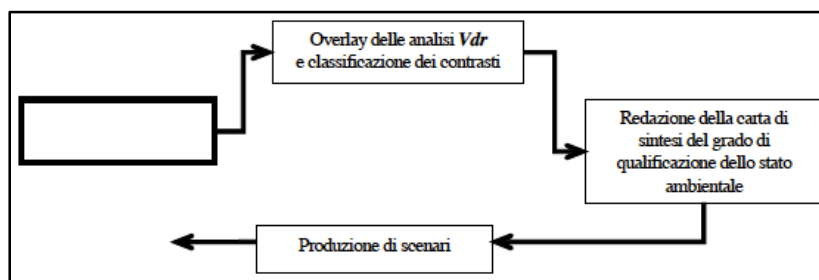 Overlay delle analisi Vdr
e classificazione dei contrasti
Redazione della carta di
sintesi del grado di
qualificazione dello stato
ambientale
Produzione di scenari